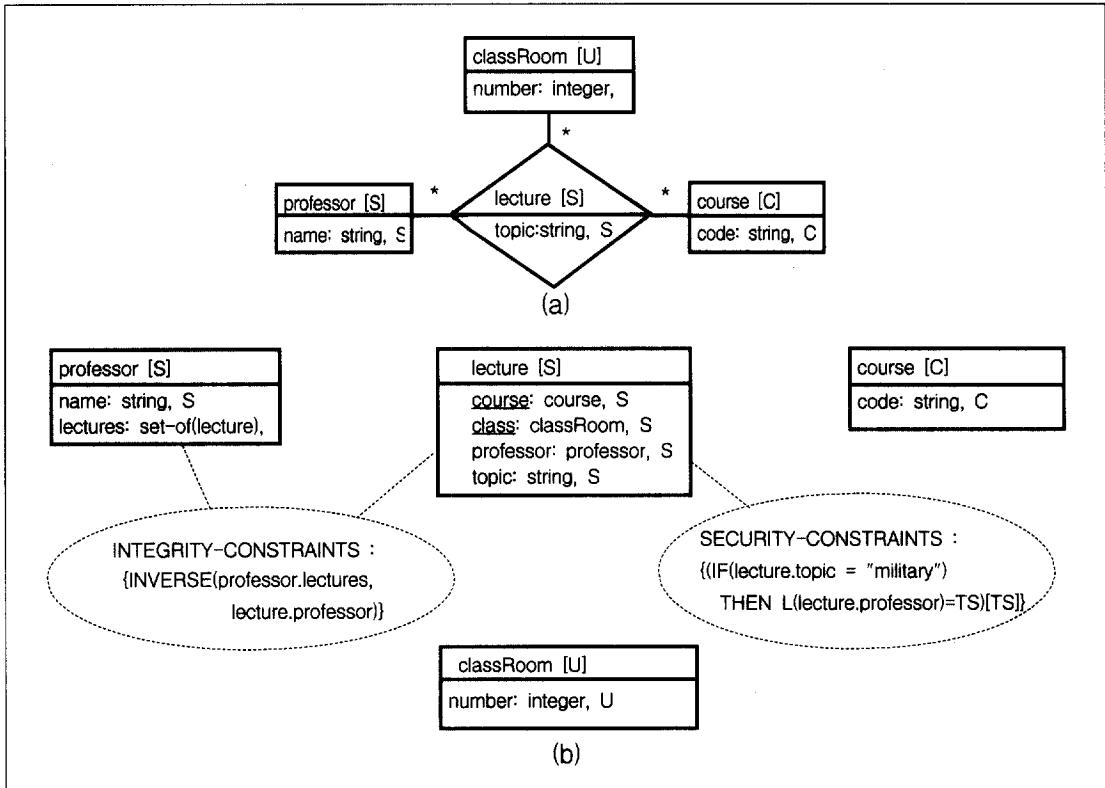 classRoom [U]
number: integer,
*
*
*
professor [S]
name: string, S
lecture [S]
topic:string, S
course [C]
code: string, C
(a)
professor [S]
name: string, S
lectures: set-of(lecture),
lecture [S]
course: course, S
class: classRoom, S
professor: professor, S
topic: string, S
course [C]
code: string, C
INTEGRITY-CONSTRAINTS :
{INVERSE(professor.lectures,
lecture.professor)}
SECURITY-CONSTRAINTS :
{(IF(lecture.topic = "military")
THEN L(lecture.professor)=TS)[TS]}
classRoom [U]
number: integer, U
(b)